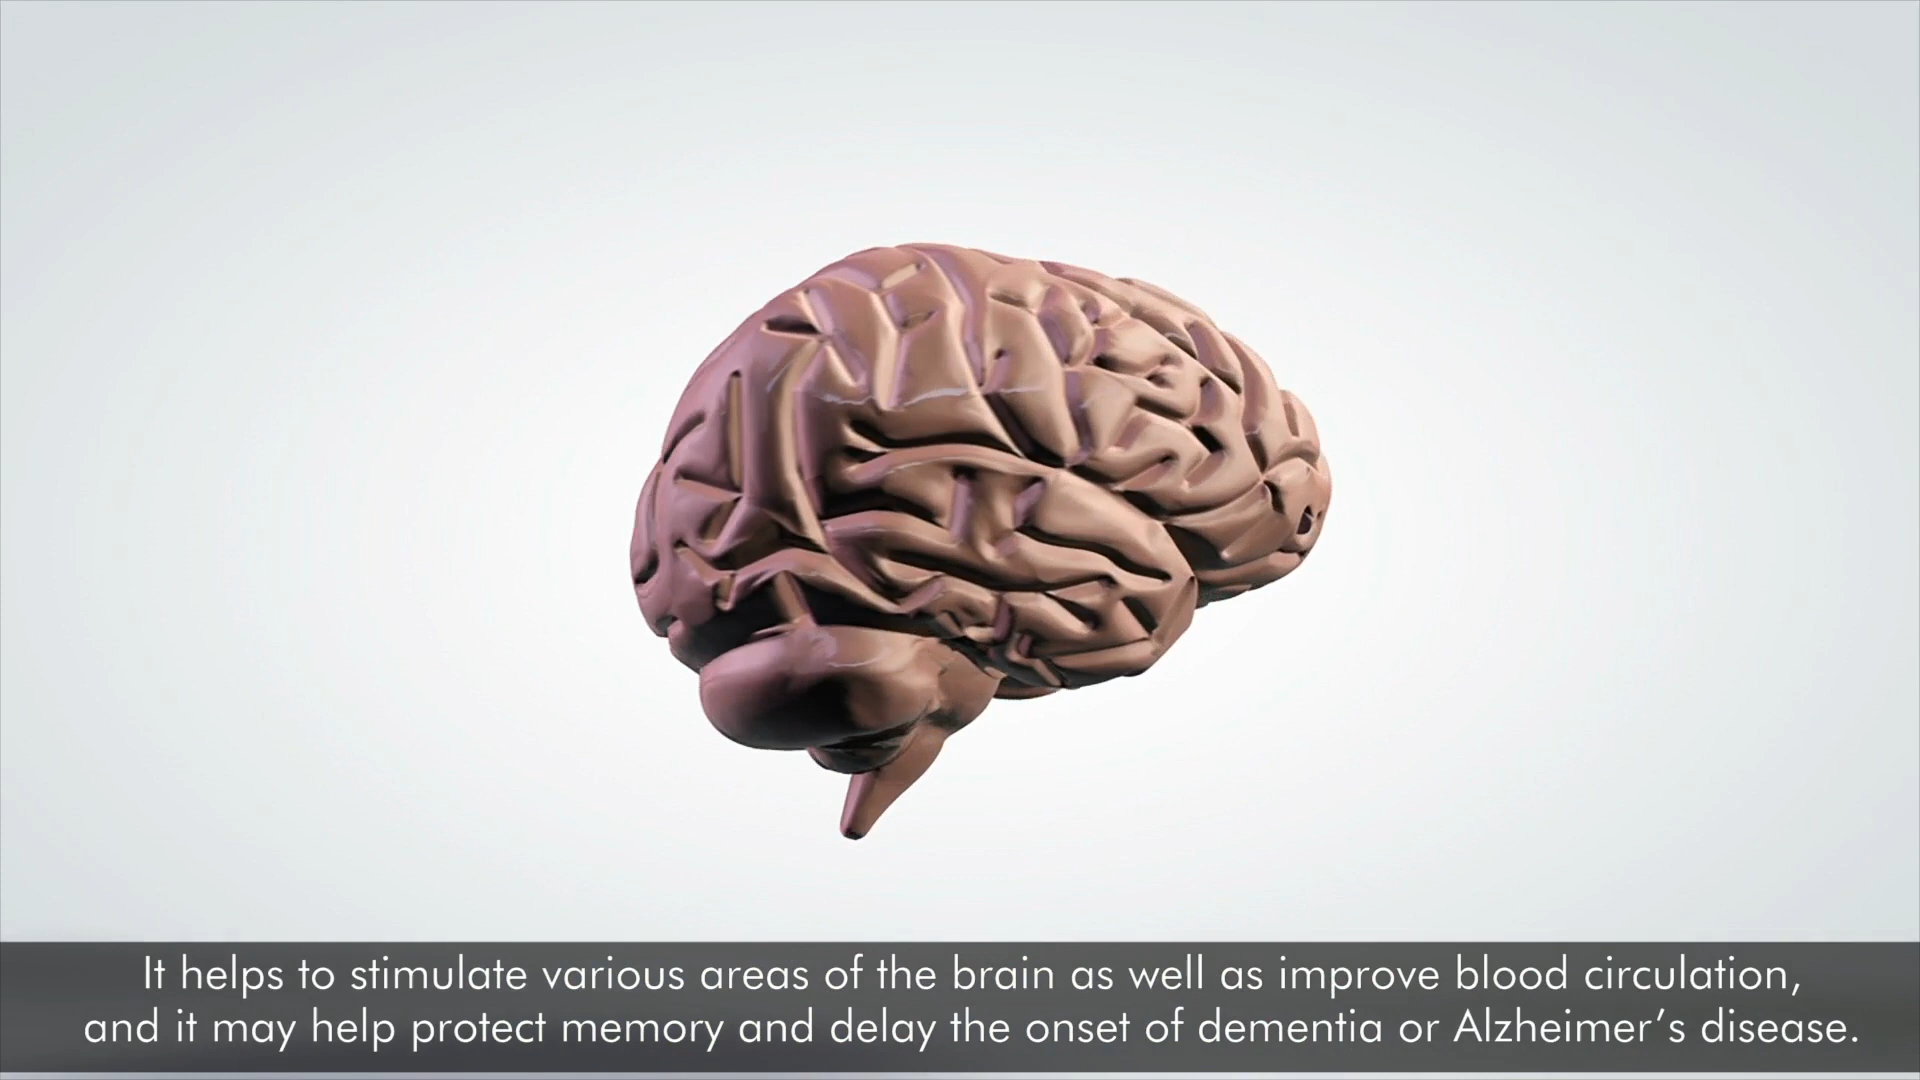 It helps to stimulate various areas of the brain as well as improve blood circulation,
and it may help protect memory and delay the onset of dementia or Alzheimer’s disease.